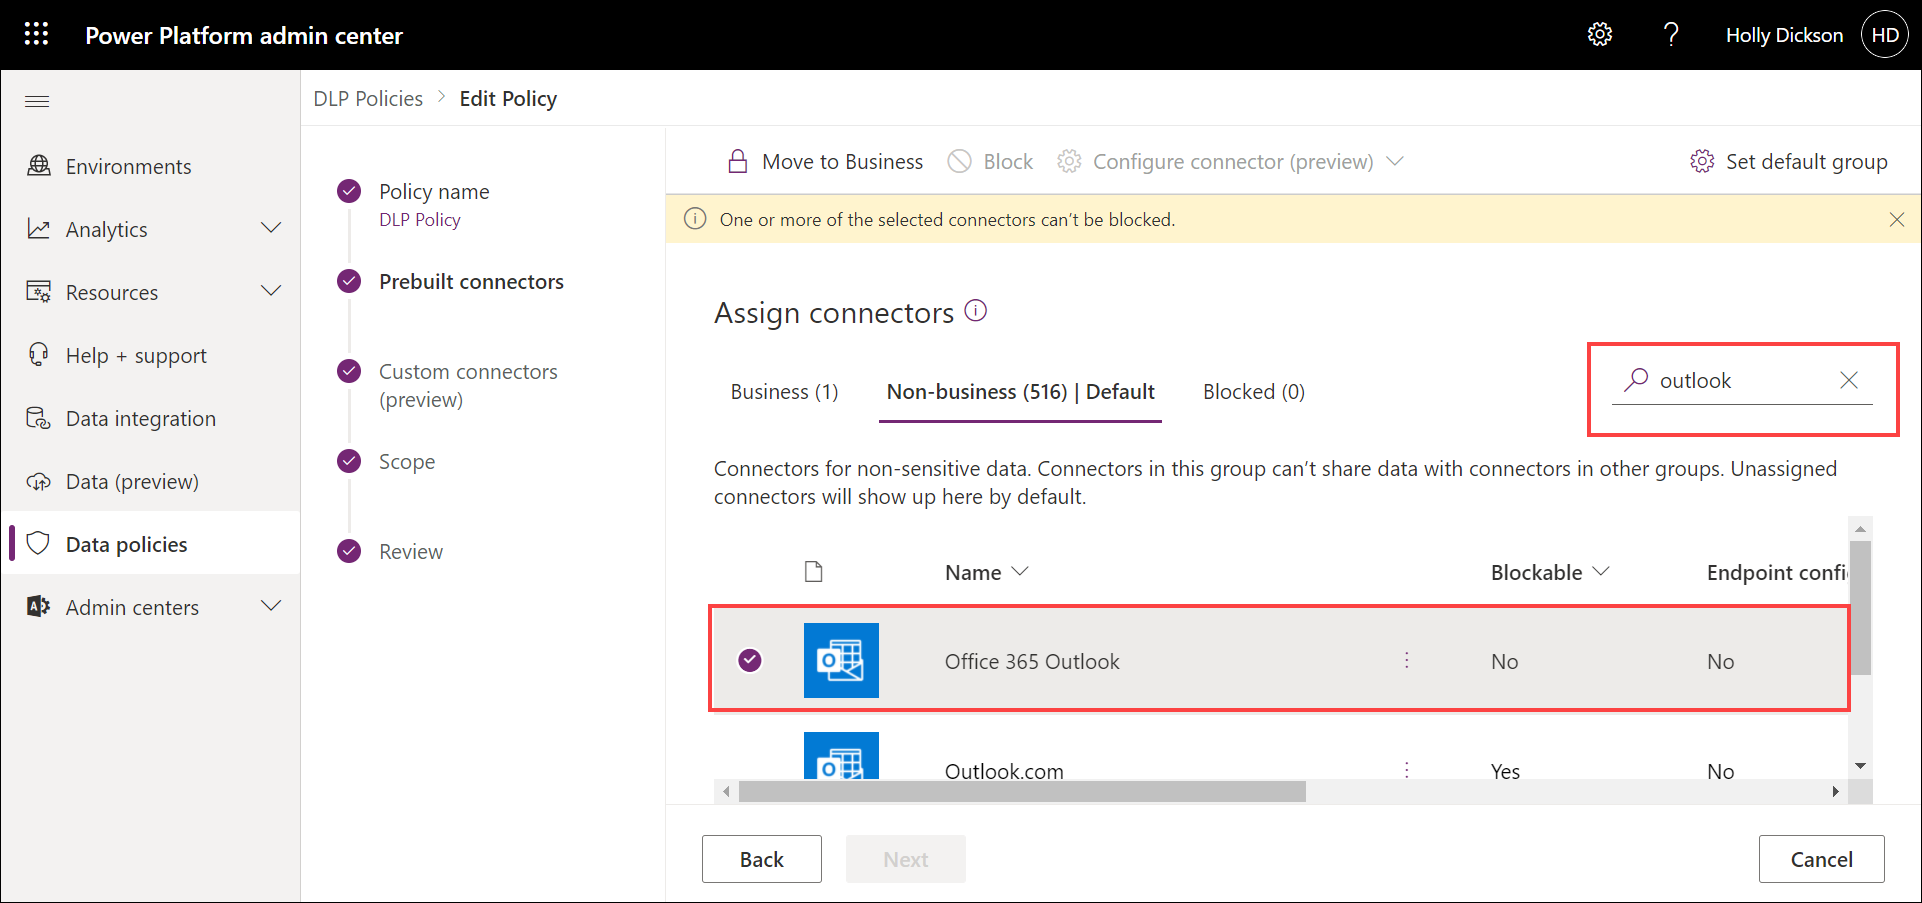 Power Platform admin center
Holly Dickson
HD
DLP Policies > Edit Policy
Environments
Analytics
Resources
Help + support
Data integration
Data (preview)
Data policies
Admin centers
Policy name
DLP Policy
Prebuilt connectors
Custom connectors
(preview)
Scope
Review
Move to Business
Block
Configure connector (preview)
Set default group
One or more of the selected connectors can't be blocked.
Assign connectors
Business (1)
Non-business (516) | Default
Blocked (0)
outlook
Connectors for non-sensitive data. Connectors in this group can't share data with connectors in other groups. Unassigned
connectors will show up here by default.
Name
Blockable
Endpoint confi
Office 365 Outlook
No
No
Outlook.com
Yes
No
Back
Next
Cancel